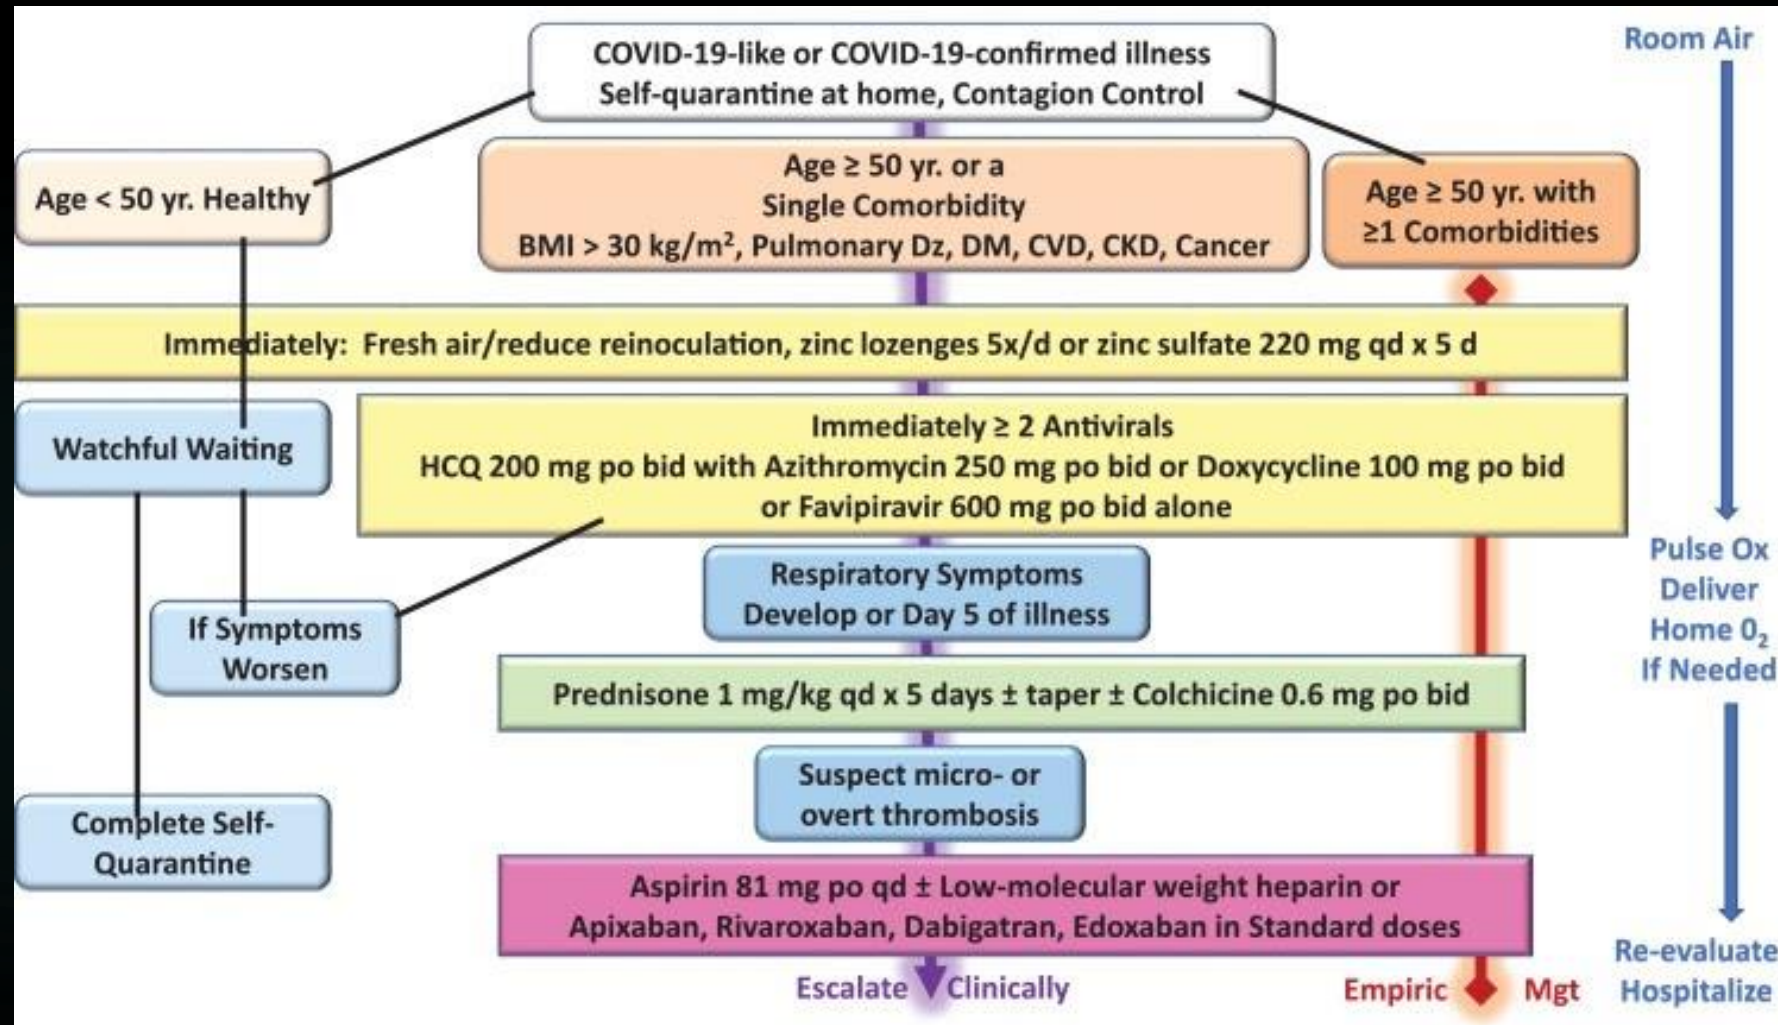 COVID-19-like or COVID-19-confirmed illness
Self-quarantine at home, Contagion Control
Room Air
Age < 50 yr. Healthy
Age ≥ 50 yr. or a
Single Comorbidity
BMI > 30 kg/m², Pulmonary Dz, DM, CVD, CKD, Cancer
Age ≥ 50 yr. with
≥1 Comorbidities
Immediately: Fresh air/reduce reinoculation, zinc lozenges 5x/d or zinc sulfate 220 mg qd x 5 d
Watchful Waiting
Immediately ≥ 2 Antivirals
HCQ 200 mg po bid with Azithromycin 250 mg po bid or Doxycycline 100 mg po bid
or Favipiravir 600 mg po bid alone
Pulse Ox
Deliver
Home 0₂
If Needed
Respiratory Symptoms
Develop or Day 5 of illness
If Symptoms
Worsen
Prednisone 1 mg/kg qd x 5 days ± taper ± Colchicine 0.6 mg po bid
Suspect micro- or
overt thrombosis
Complete Self-
Quarantine
Aspirin 81 mg po qd ± Low-molecular weight heparin or
Apixaban, Rivaroxaban, Dabigatran, Edoxaban in Standard doses
Escalate Clinically
Empiric Mgt
Re-evaluate
Hospitalize